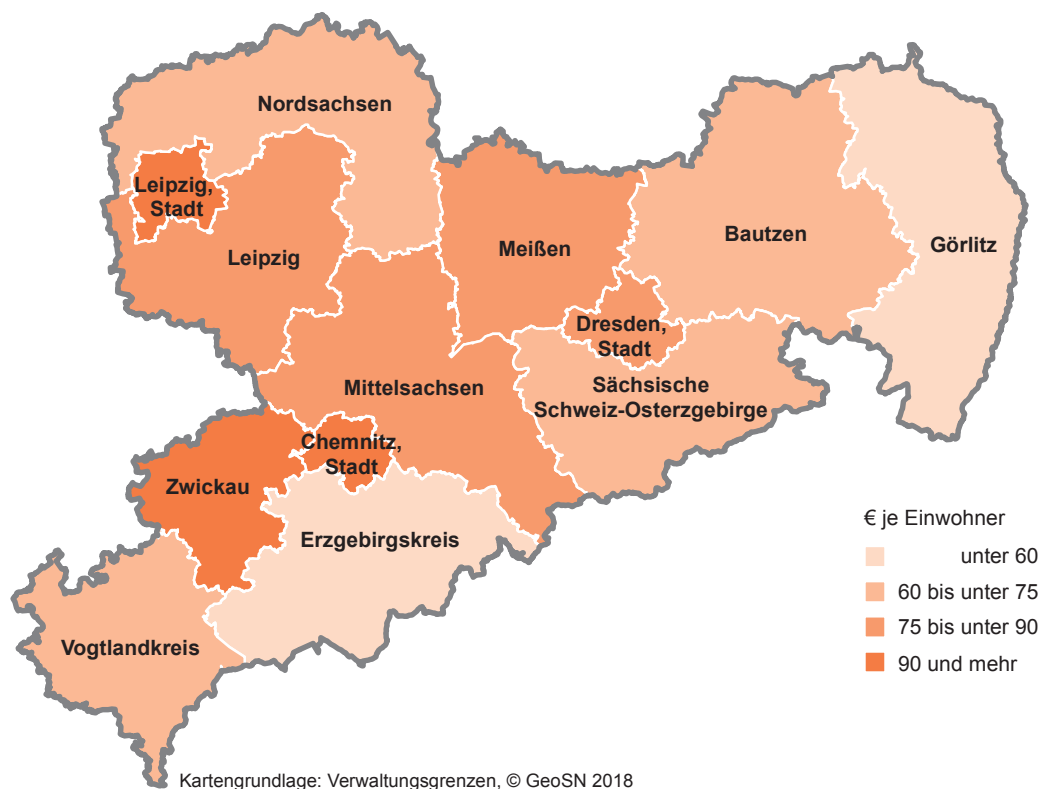 Nordsachsen
Leipzig,
Stadt
Leipzig
Meißen
Bautzen
Görlitz
Dresden,
Stadt
Mittelsachsen
Sächsische
Schweiz-Osterzgebirge
Chemnitz,
Stadt
Zwickau
Erzgebirgskreis
Vogtlandkreis
€ je Einwohner
unter 60
60 bis unter 75
75 bis unter 90
90 und mehr
Kartengrundlage: Verwaltungsgrenzen, © GeoSN 2018